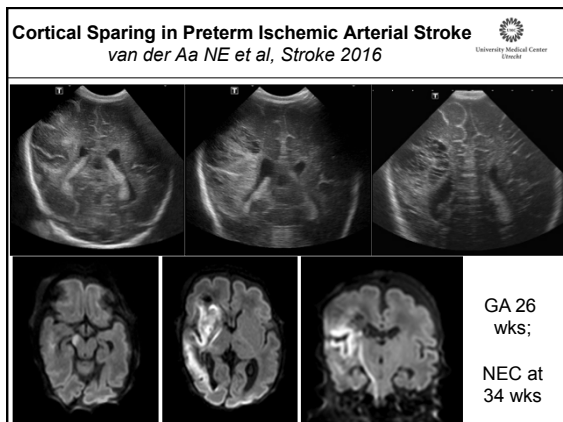 Cortical Sparing in Preterm Ischemic Arterial Stroke
van der Aa NE et al, Stroke 2016
UMC
University Medical Center
Utrecht
T
T
T
GA 26
wks;
NEC at
34 wks